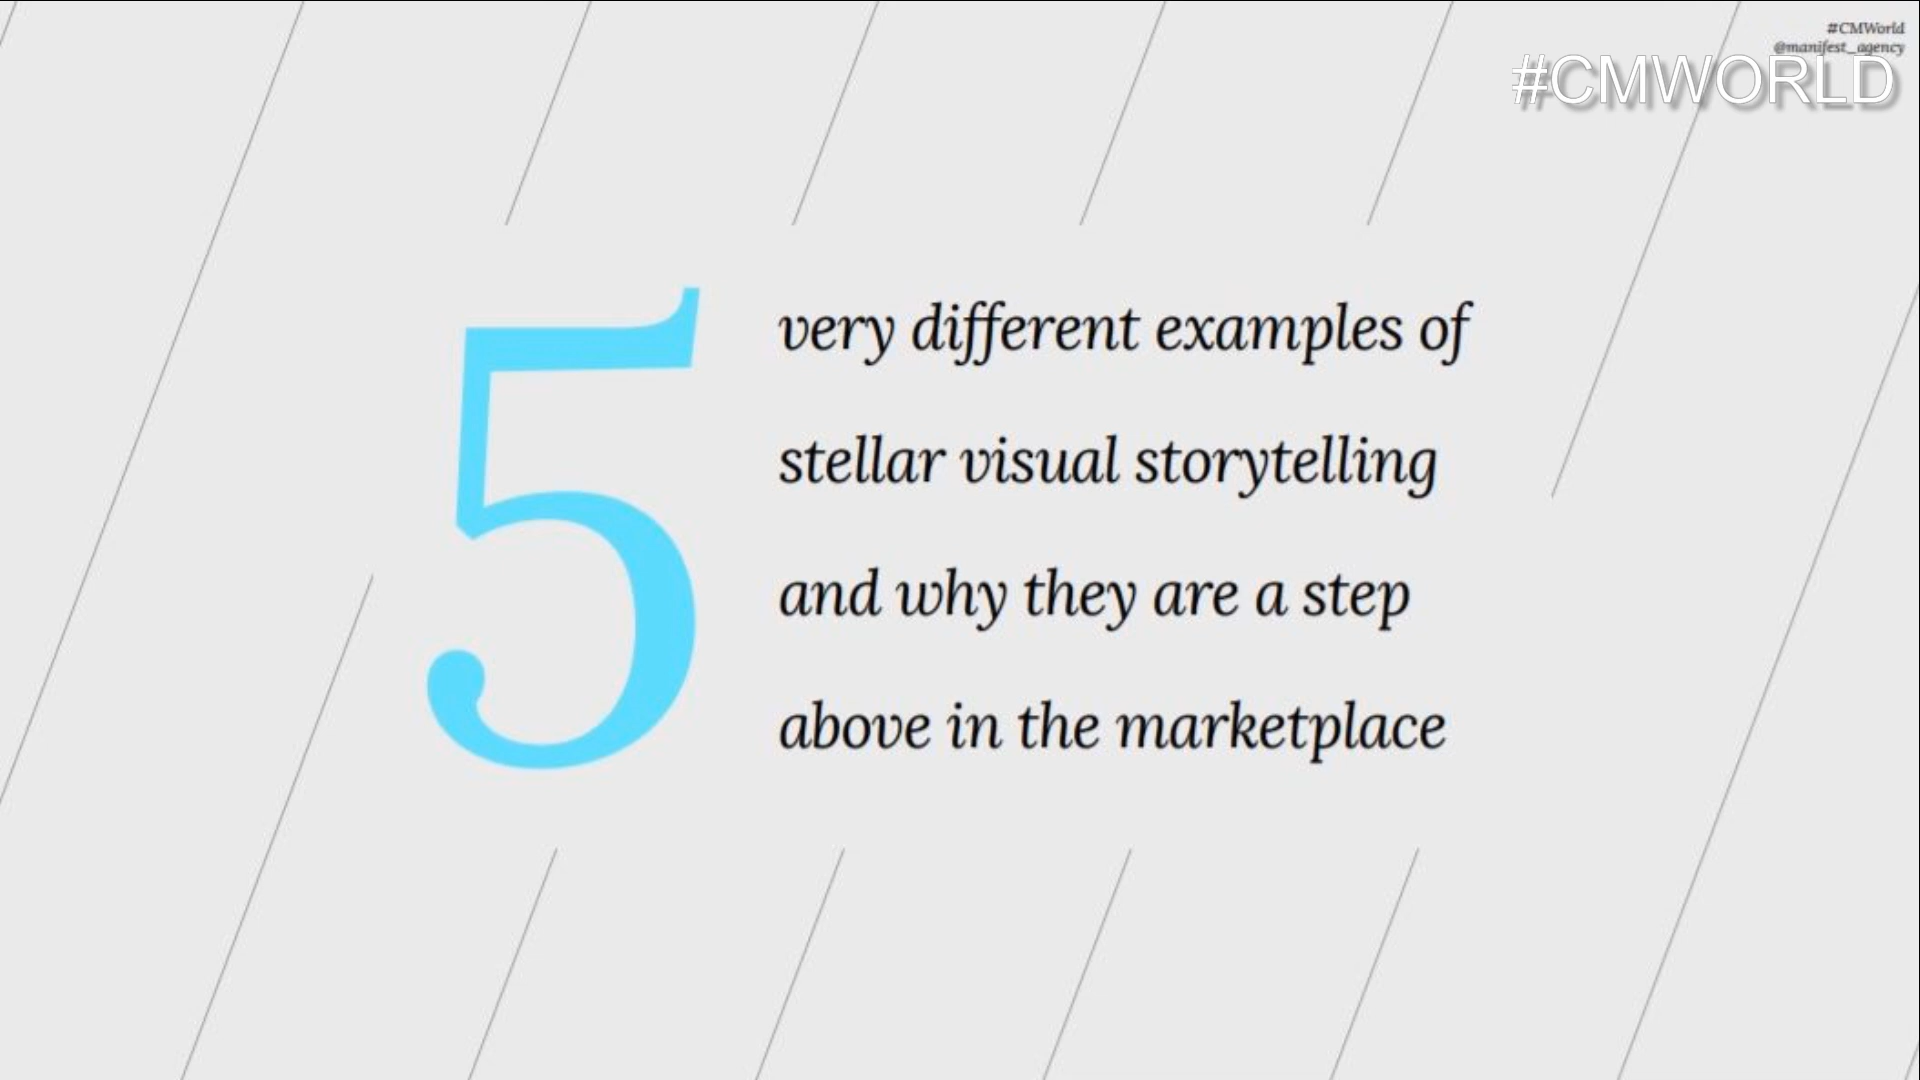 #CMWorld
@manifest_agency
#CMWORLD
5
very different examples of
stellar visual storytelling
and why they are a step
above in the marketplace